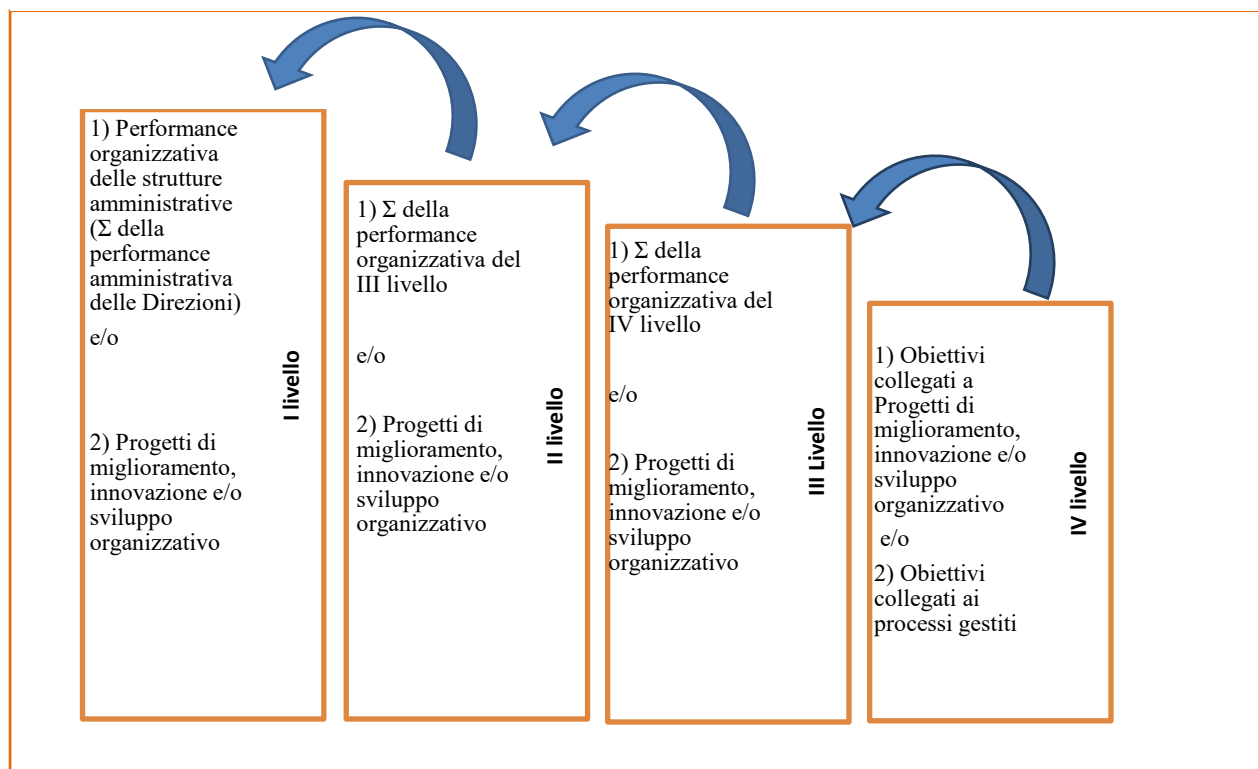 1) Performance
organizzativa
delle strutture
amministrative
(Σ della
performance
amministrativa
delle Direzioni)
e/o
2) Progetti di
miglioramento,
innovazione e/o
sviluppo
organizzativo
I livello
1) Σ della
performance
organizzativa del
III livello
e/o
2) Progetti di
miglioramento,
innovazione e/o
sviluppo
organizzativo
II livello
1) Σ della
performance
organizzativa del
IV livello
e/o
2) Progetti di
miglioramento,
innovazione e/o
sviluppo
organizzativo
III Livello
1) Obiettivi
collegati a
Progetti di
miglioramento,
innovazione e/o
sviluppo
organizzativo
e/o
2) Obiettivi
collegati ai
processi gestiti
IV livello